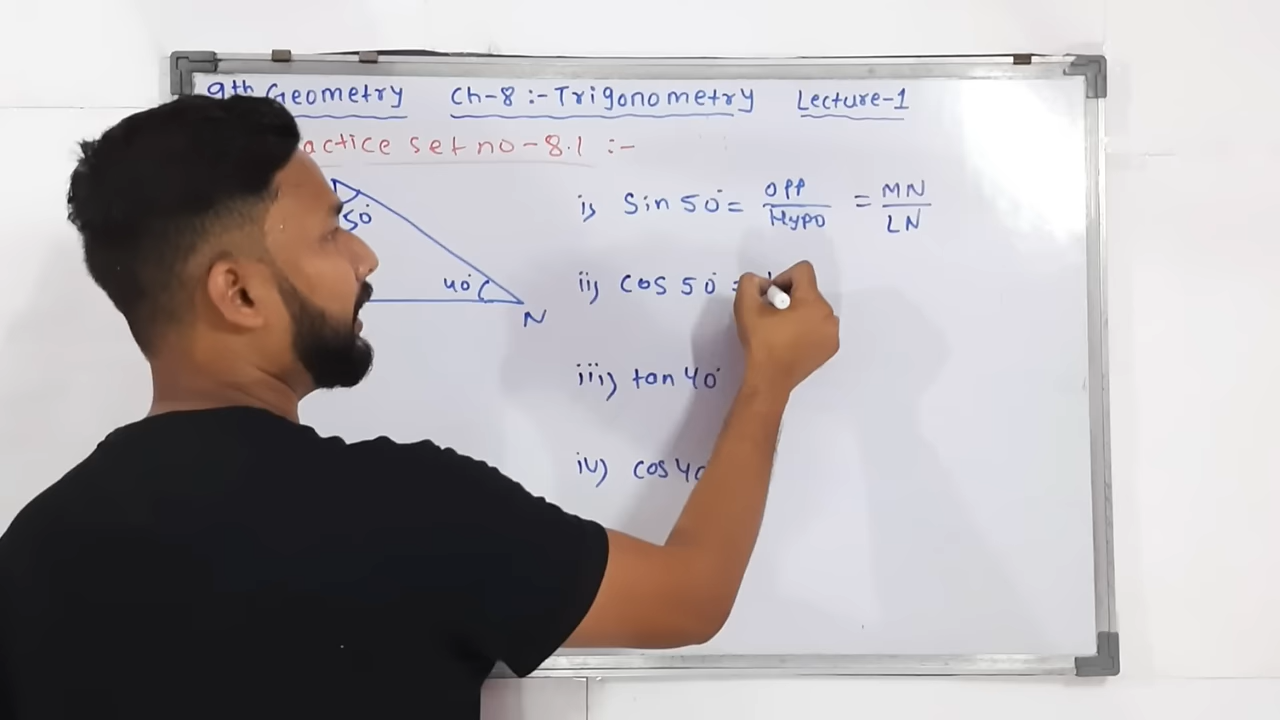 9th Geometry Ch-8 :- Trigonometry Lecture-1
actice set no - 8.1 :-
50°
40°
N
i) Sin 50° = opp / Hypo = MN / LN
ii) cos 50° =
iii) tan 40°
iv) cos 40